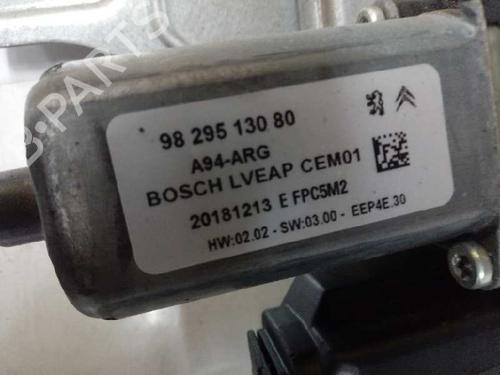 98 295 130 80
A94-ARG
BOSCH LVEAP CEM01
20181213 E FPC5M2
HW:02.02 - SW:03.00 - EEP4E.30
B-PARTS